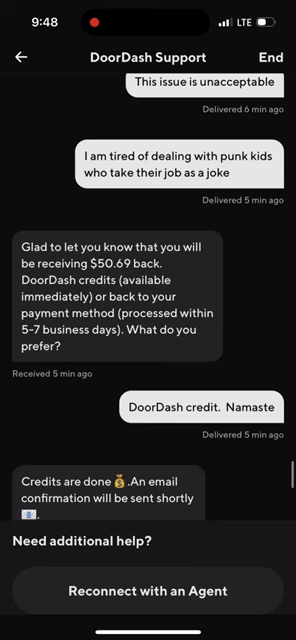 9:48
LTE
DoorDash Support
End
This issue is unacceptable
Delivered 6 min ago
I am tired of dealing with punk kids
who take their job as a joke
Delivered 5 min ago
Glad to let you know that you will
be receiving $50.69 back.
DoorDash credits (available
immediately) or back to your
payment method (processed within
5-7 business days). What do you
prefer?
Received 5 min ago
DoorDash credit.  Namaste
Delivered 5 min ago
Credits are done 💰.An email
confirmation will be sent shortly
📧.
Need additional help?
Reconnect with an Agent